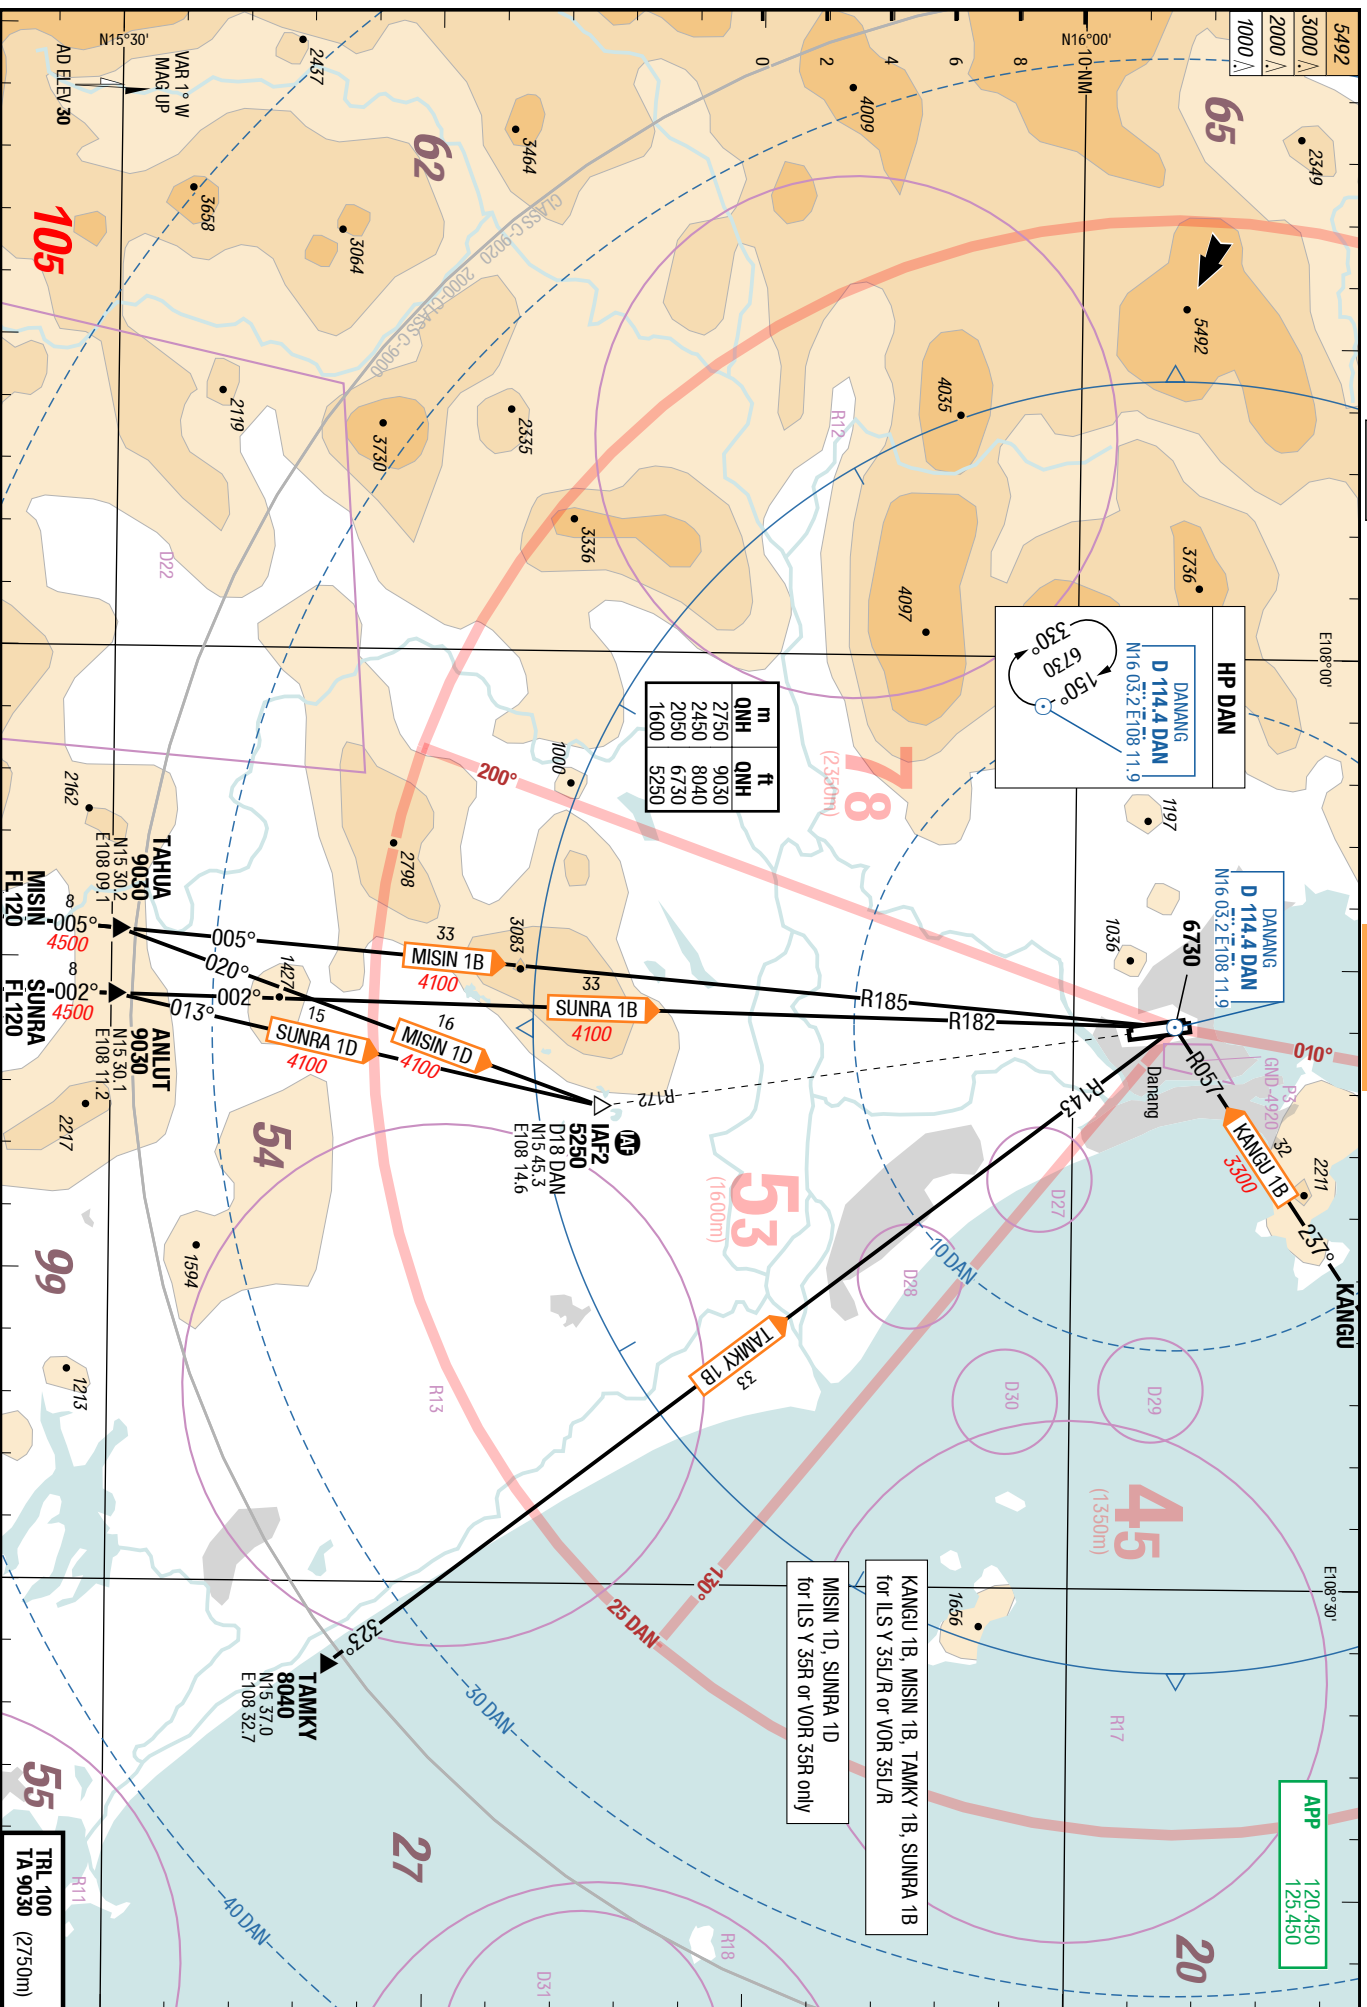 5492
3000
2000
1000
N16°00'
N15°30'
E108°00'
E108°30'
10 NM
8
6
4
2
0
VAR 1° W
MAG UP
AD ELEV 30
65
62
105
54
99
55
27
20
78
(2350m)
53
(1600m)
45
(1350m)
2349
5492
4009
3464
2437
3658
3064
2119
3730
2335
3336
4035
4097
3736
1197
1036
1000
2798
3083
1427
2162
2217
1594
1213
2211
1656
CLASS C-9020
2000-CLASS C-9000
R12
D22
R13
D27
D28
D29
D30
R17
R18
D31
R11
P3
GND-4920
HP DAN
DANANG
D 114.4 DAN
N16 03.2 E108 11.9
330°
6730
150°
DANANG
D 114.4 DAN
N16 03.2 E108 11.9
6730
Danang
m ft
QNH QNH
2750 9030
2450 8040
2050 6730
1600 5250
200°
010°
130°
25 DAN
10 DAN
30 DAN
40 DAN
TAHUA
9030
N15 30.2
E108 09.1
MISIN
FL120
8
005°
4500
ANLUT
9030
N15 30.1
E108 11.2
SUNRA
FL120
8
002°
4500
005°
020°
002°
013°
33
MISIN 1B
4100
33
SUNRA 1B
4100
15
SUNRA 1D
4100
16
MISIN 1D
4100
R185
R182
R172
R143
R057
IAF
IAF2
5250
D18 DAN
N15 45.3
E108 14.6
32
KANGU 1B
3300
237°
KANGU
TAMKY 1B
33
323°
TAMKY
8040
N15 37.0
E108 32.7
KANGU 1B, MISIN 1B, TAMKY 1B, SUNRA 1B
for ILS Y 35L/R or VOR 35L/R
MISIN 1D, SUNRA 1D
for ILS Y 35R or VOR 35R only
APP 120.450
125.450
TRL 100
TA 9030 (2750m)